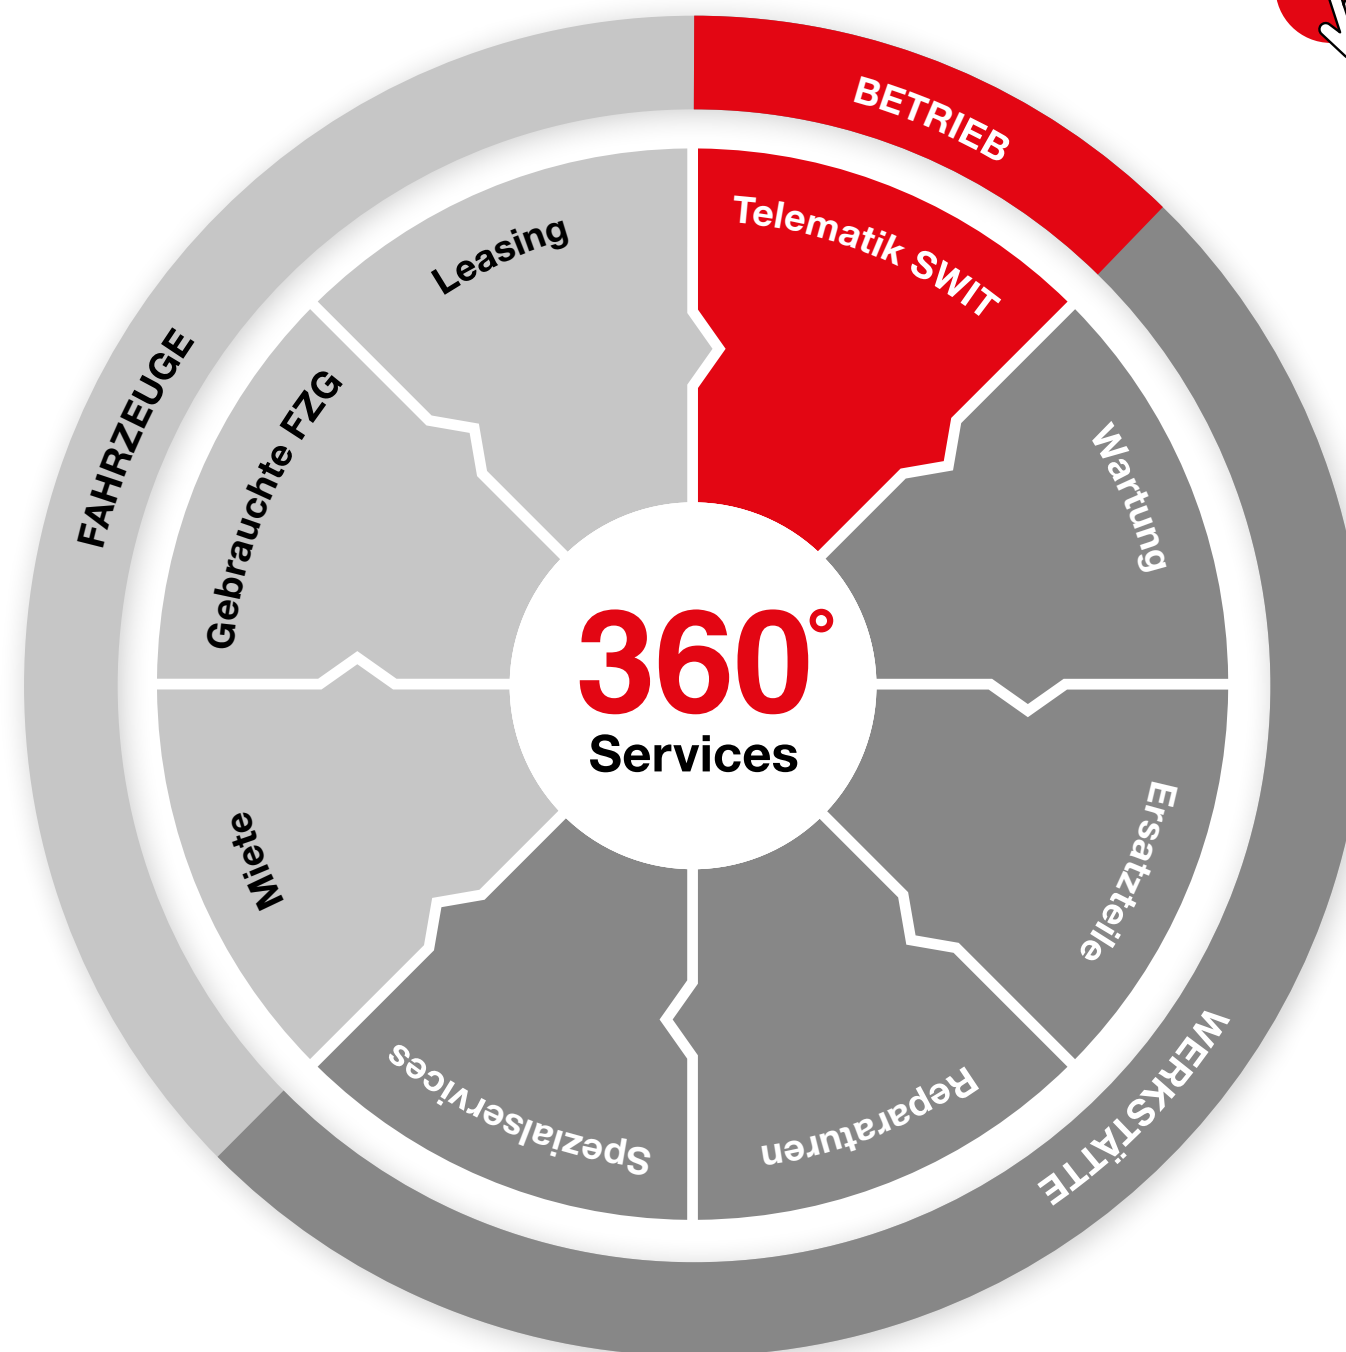 BETRIEB
Telematik SWIT
Wartung
Ersatzteile
WERKSTÄTTE
Reparaturen
Spezialservices
Miete
Gebrauchte FZG
FAHRZEUGE
Leasing
360°
Services